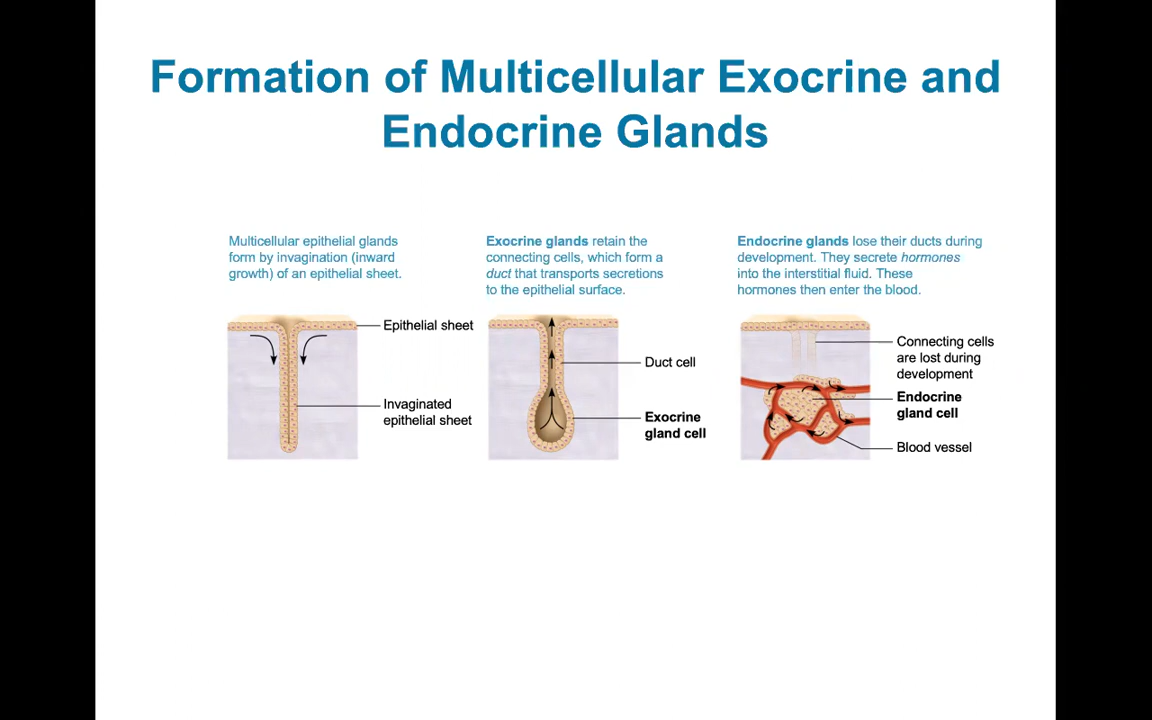 Formation of Multicellular Exocrine and
Endocrine Glands
Multicellular epithelial glands
form by invagination (inward
growth) of an epithelial sheet.
Epithelial sheet
Invaginated
epithelial sheet
Exocrine glands retain the
connecting cells, which form a
duct that transports secretions
to the epithelial surface.
Duct cell
Exocrine
gland cell
Endocrine glands lose their ducts during
development. They secrete hormones
into the interstitial fluid. These
hormones then enter the blood.
Connecting cells
are lost during
development
Endocrine
gland cell
Blood vessel